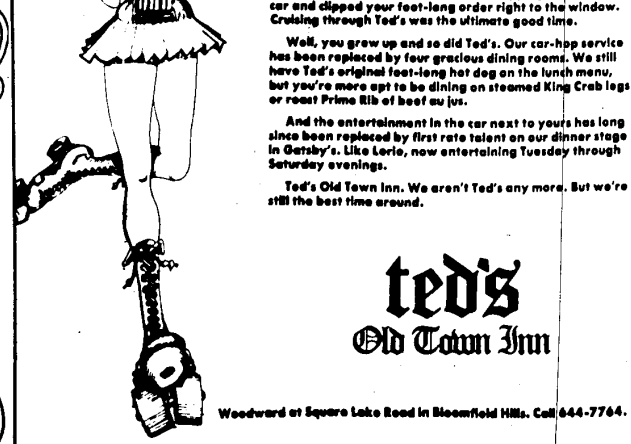 car and clipped your foot-long order right to the window.
Cruising through Ted's was the ultimate good time.
Well, you grew up and so did Ted's. Our car-hop service
has been replaced by four gracious dining rooms. We still
have Ted's original foot-long hot dog on the lunch menu,
but you're more apt to be dining on steamed King Crab legs
or roast Prime Rib of beef au jus.
And the entertainment in the car next to yours has long
since been replaced by first rate talent on our dinner stage
in Gatsby's. Like Lorio, now entertaining Tuesday through
Saturday evenings.
Ted's Old Town Inn. We aren't Ted's any more. But we're
still the best time around.
ted's
Old Town Inn
Woodward at Square Lake Road in Bloomfield Hills. Call 644-7764.